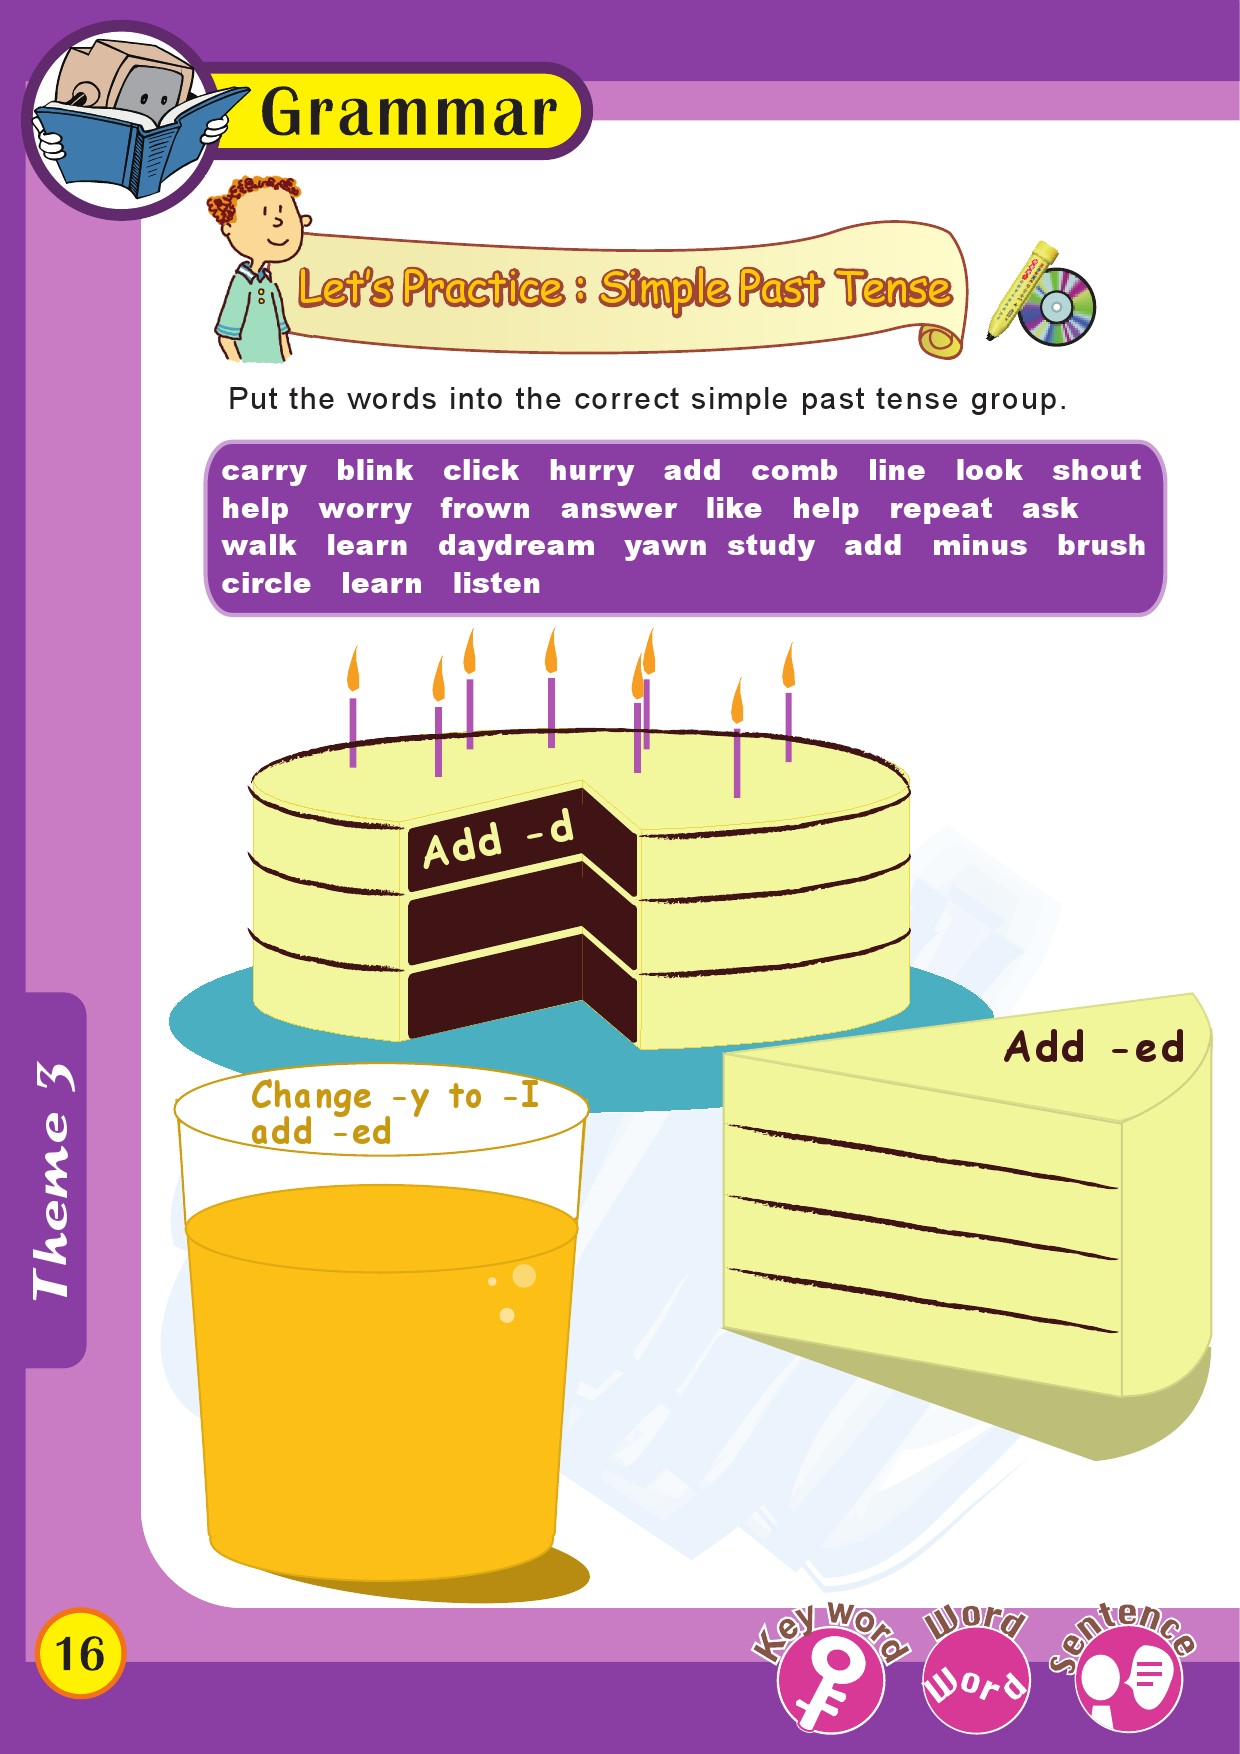 Grammar
Let's Practice : Simple Past Tense
Put the words into the correct simple past tense group.
carry blink click hurry add comb line look shout
help worry frown answer like help repeat ask
walk learn daydream yawn study add minus brush
circle learn listen
Add -d
Add -ed
Change -y to -I
add -ed
Theme 3
16
Key word
Word
Word
Sentence